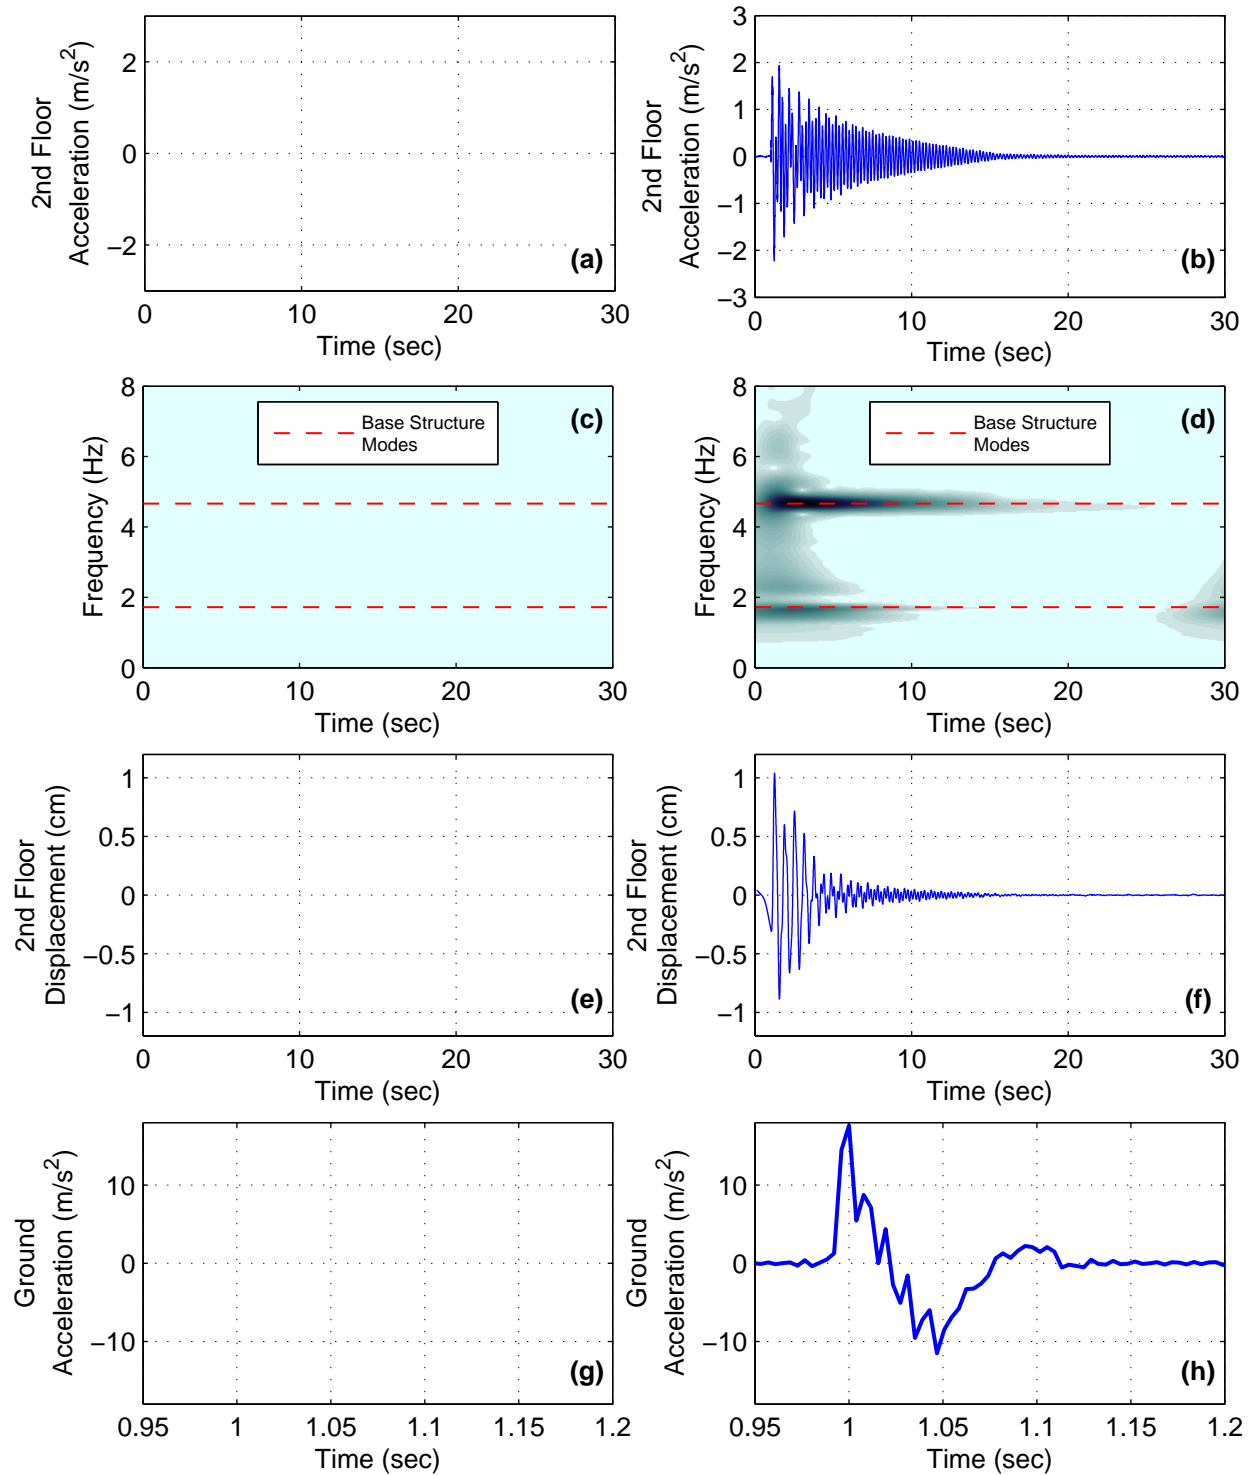 2nd Floor
Acceleration (m/s²)
2
0
−2
(a)
0 10 20 30
Time (sec)
2nd Floor
Acceleration (m/s²)
3
2
1
0
−1
−2
−3
(b)
0 10 20 30
Time (sec)
Frequency (Hz)
8
6
4
2
0
(c)
Base Structure
Modes
0 10 20 30
Time (sec)
Frequency (Hz)
8
6
4
2
0
(d)
Base Structure
Modes
0 10 20 30
Time (sec)
2nd Floor
Displacement (cm)
1
0.5
0
−0.5
−1
(e)
0 10 20 30
Time (sec)
2nd Floor
Displacement (cm)
1
0.5
0
−0.5
−1
(f)
0 10 20 30
Time (sec)
Ground
Acceleration (m/s²)
10
0
−10
(g)
0.95 1 1.05 1.1 1.15 1.2
Time (sec)
Ground
Acceleration (m/s²)
10
0
−10
(h)
0.95 1 1.05 1.1 1.15 1.2
Time (sec)